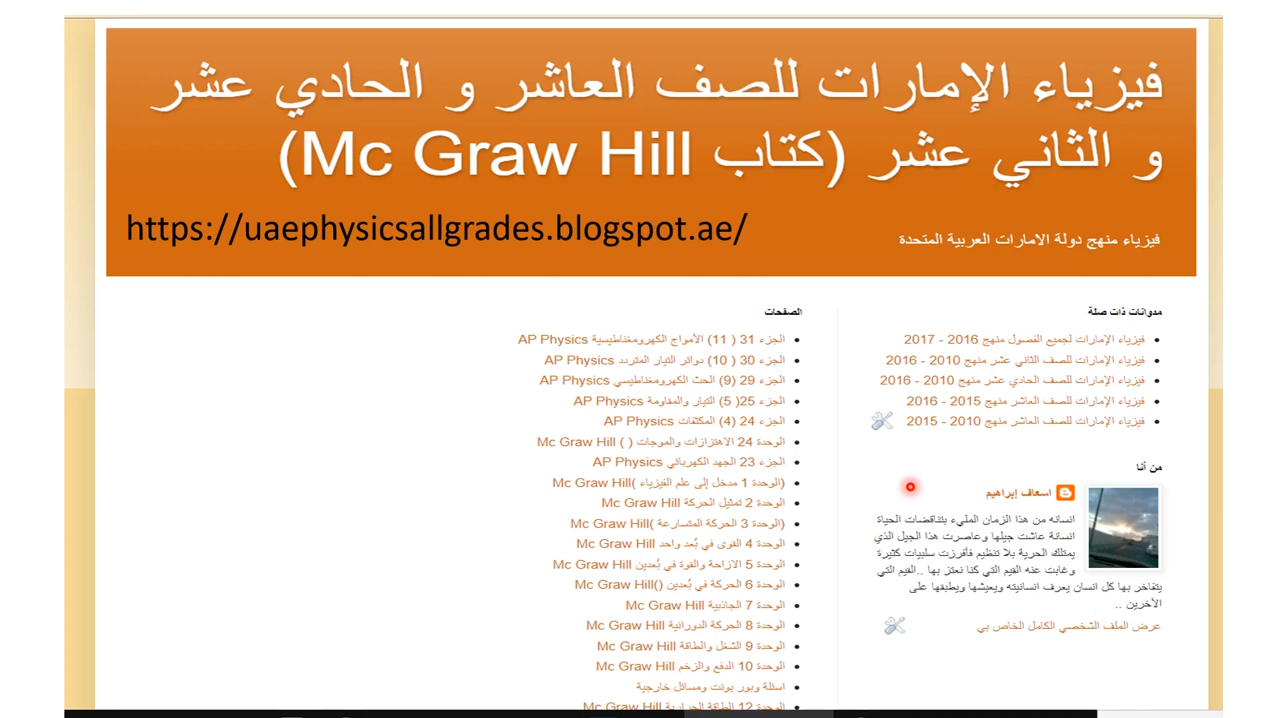 فيزياء الإمارات للصف العاشر و الحادي عشر
و الثاني عشر (كتاب Mc Graw Hill)
https://uaephysicsallgrades.blogspot.ae/
فيزياء منهج دولة الامارات العربية المتحدة
مدونات ذات صلة
فيزياء الإمارات لجميع الفصول منهج 2016 - 2017
فيزياء الإمارات للصف الثاني عشر منهج 2010 - 2016
فيزياء الإمارات للصف الحادي عشر منهج 2010 - 2016
فيزياء الإمارات للصف العاشر منهج 2015 - 2016
فيزياء الإمارات للصف العاشر منهج 2010 - 2015
من أنا
اسعاف إبراهيم
انسانه من هذا الزمان المليء بتناقضات الحياة
انسانة عاشت جيلها وعاصرت هذا الجيل الذي
يمتلك الحرية بلا تنظيم فأفرزت سلبيات كثيرة
وغابت عنه القيم التي كنا نعتز بها ..القيم التي
يتفاخر بها كل انسان يعرف انسانيته ويعيشها ويطبقها على
الأخرين ..
عرض الملف الشخصي الكامل الخاص بي
الصفحات
الجزء 31 ( 11) الأمواج الكهرومغناطيسية AP Physics
الجزء 30 ( 10) دوائر التيار المتردد AP Physics
الجزء 29 (9) الحث الكهرومغناطيسي AP Physics
الجزء 25( 5) التيار والمقاومة AP Physics
الجزء 24 (4) المكثفات AP Physics
الوحدة 24 الاهتزازات والموجات ( ) Mc Graw Hill
الجزء 23 الجهد الكهربائي AP Physics
(الوحدة 1 مدخل إلى علم الفيزياء )Mc Graw Hill
الوحدة 2 تمثيل الحركة Mc Graw Hill
(الوحدة 3 الحركة المتسارعة )Mc Graw Hill
الوحدة 4 القوى في بُعد واحد Mc Graw Hill
الوحدة 5 الازاحة والقوة في بُعدين Mc Graw Hill
الوحدة 6 الحركة في بُعدين ()Mc Graw Hill
الوحدة 7 الجاذبية Mc Graw Hill
الوحدة 8 الحركة الدورانية Mc Graw Hill
الوحدة 9 الشغل والطاقة Mc Graw Hill
الوحدة 10 الدفع والزخم Mc Graw Hill
اسئلة وبور بونت ومسائل خارجية
الوحدة 12 الطاقة الحرارية Mc Graw Hill